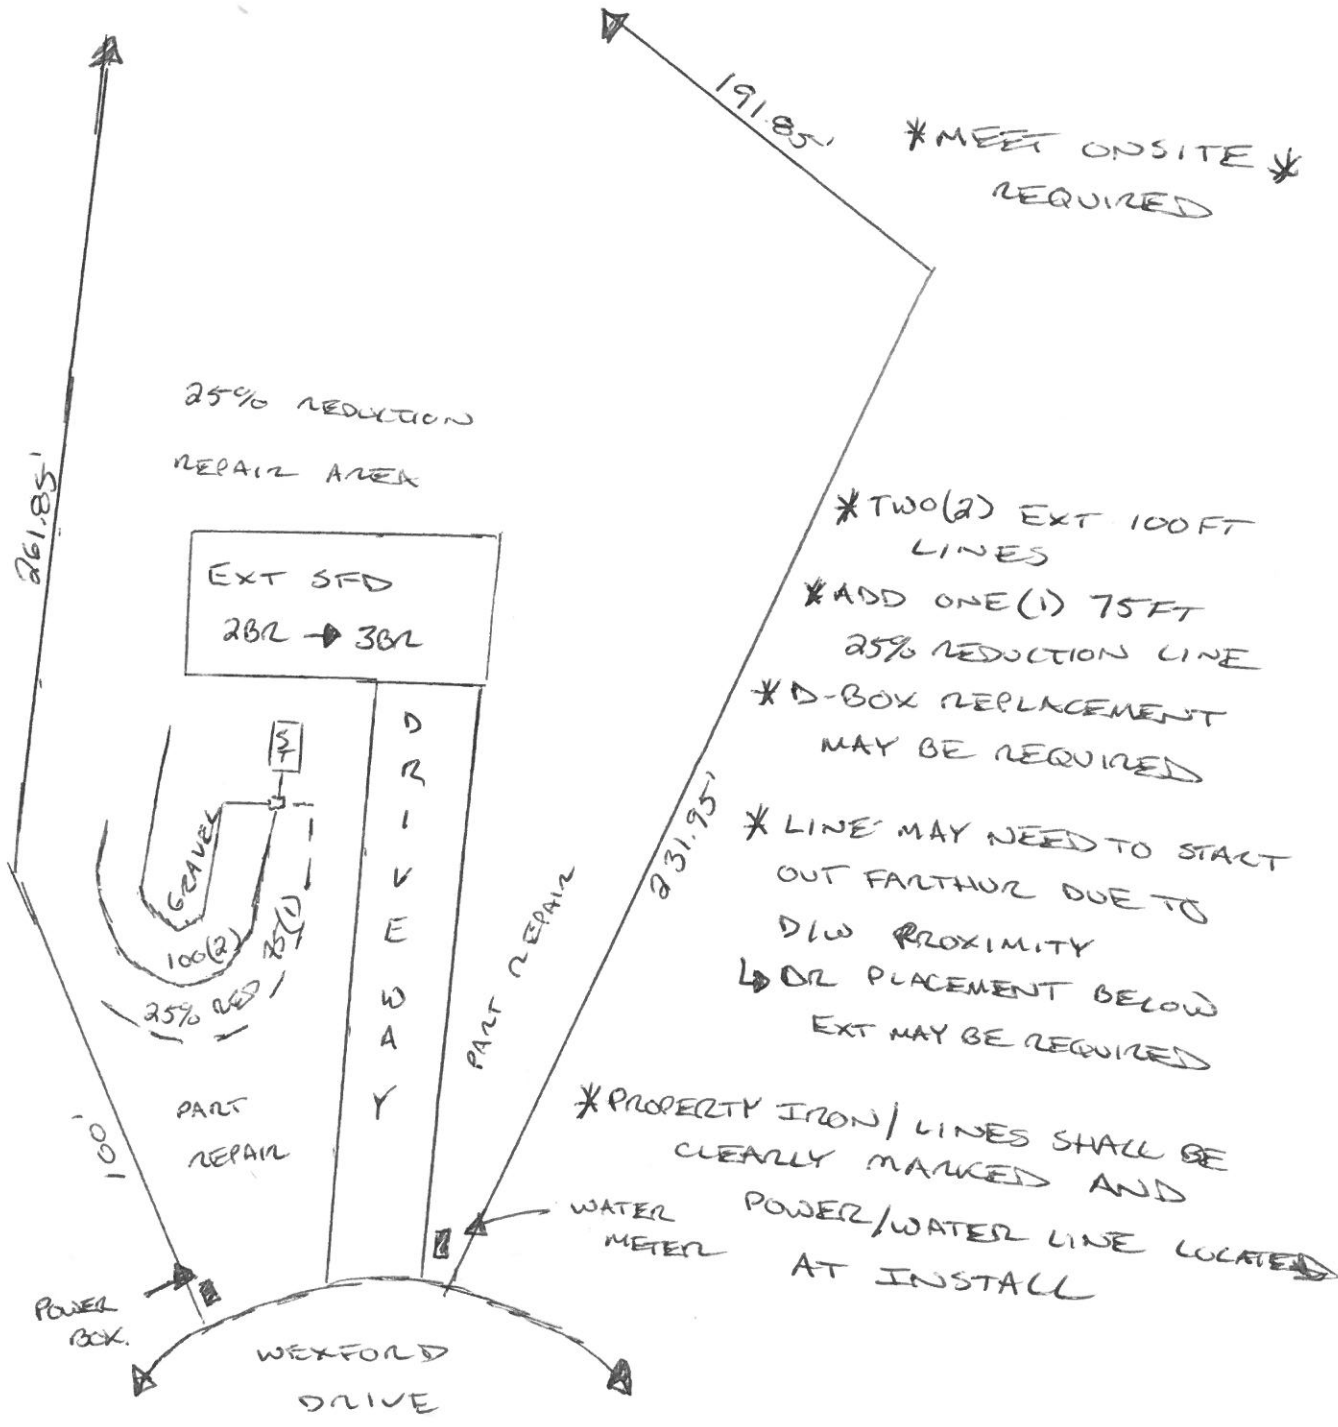 191.85'
*MEET ONSITE*
REQUIRED
261.85'
25% REDUCTION
REPAIR AREA
EXT SFD
2BR → 3BR
*TWO(2) EXT 100FT
LINES
*ADD ONE(1) 75FT
25% REDUCTION LINE
*D-BOX REPLACEMENT
MAY BE REQUIRED
*LINE MAY NEED TO START
OUT FARTHUR DUE TO
D/W PROXIMITY
↳ OR PLACEMENT BELOW
EXT MAY BE REQUIRED
*PROPERTY IRON/LINES SHALL BE
CLEARLY MARKED AND
POWER/WATER LINE LOCATED
AT INSTALL
231.95'
ST
DRIVEWAY
GRAVEL
100(2)
75(1)
25% RED
PART REPAIR
PART
REPAIR
100'
WATER
METER
POWER
BOX.
WEXFORD
DRIVE